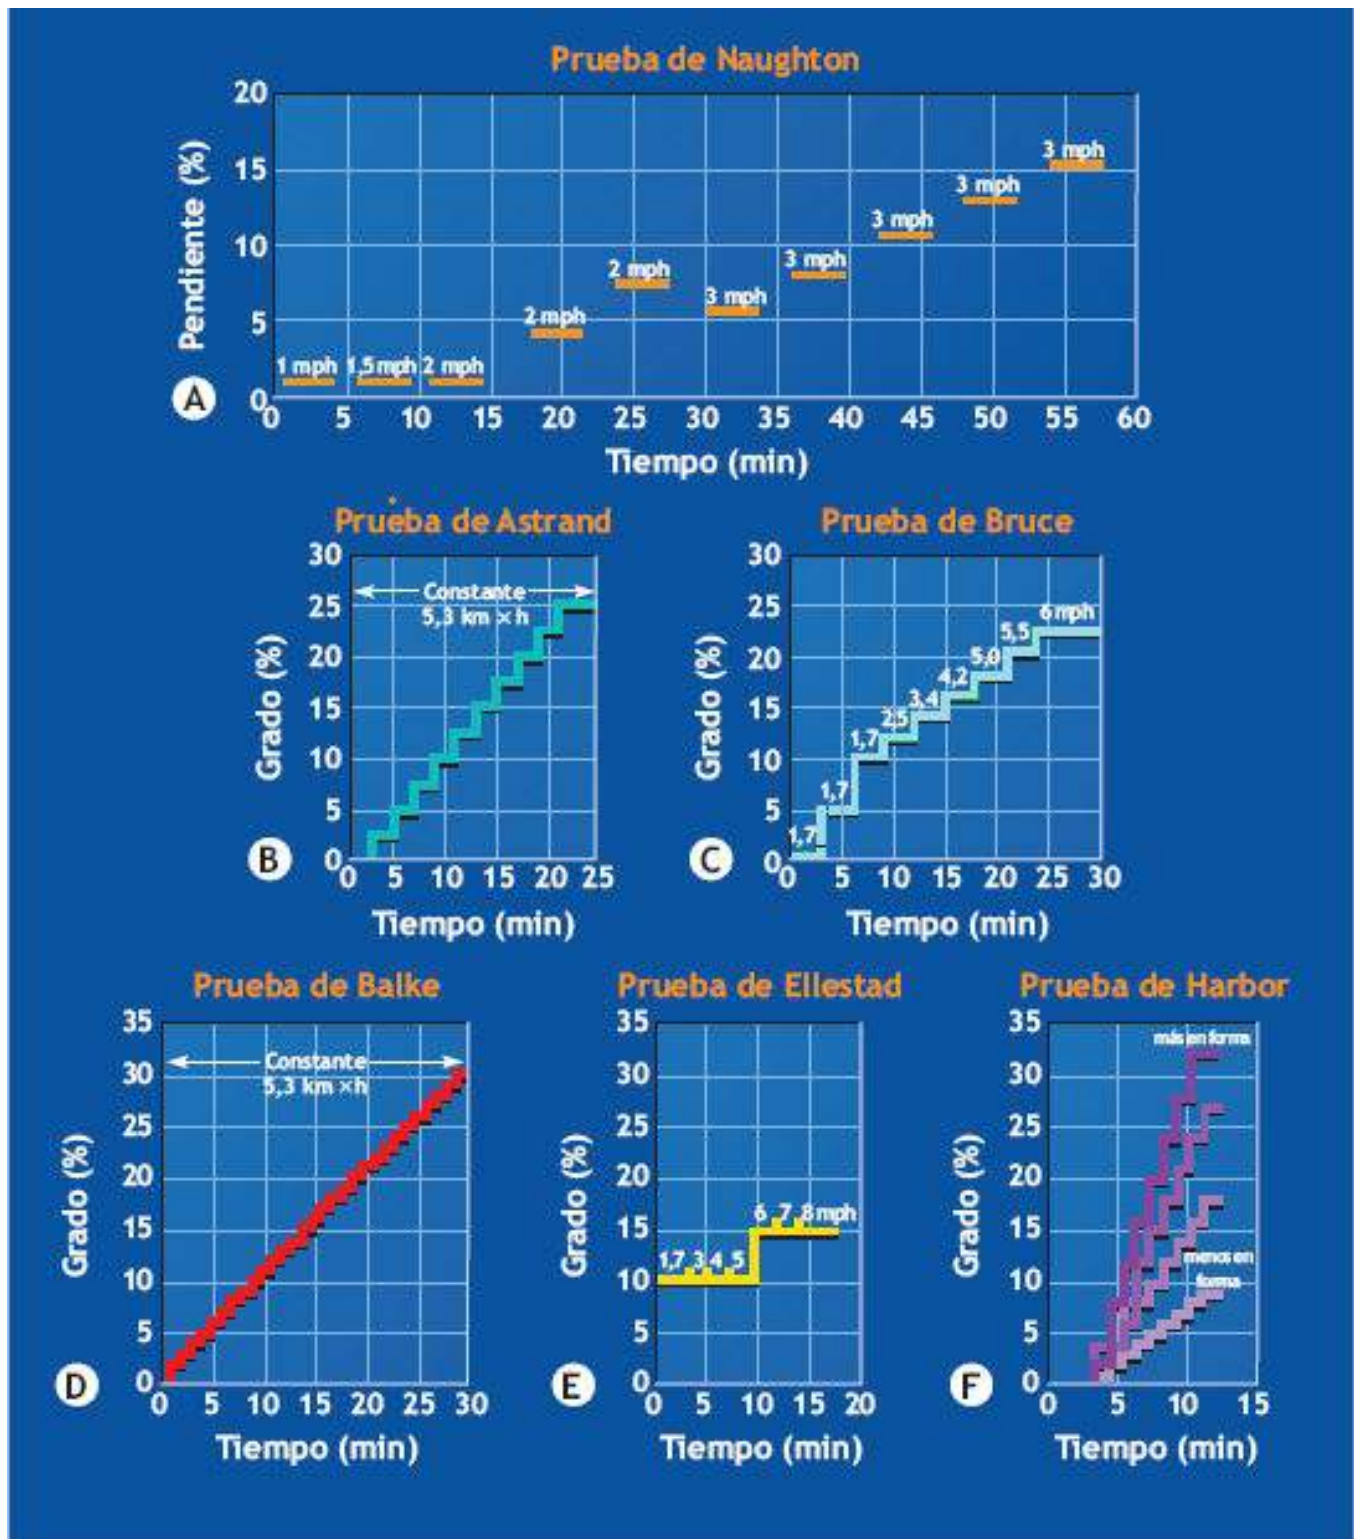 Prueba de Naughton
20
15
10
5
0
Pendiente (%)
1 mph 1,5 mph 2 mph
2 mph
2 mph
3 mph
3 mph
3 mph
3 mph
3 mph
0 5 10 15 20 25 30 35 40 45 50 55 60
Tiempo (min)
A
Prueba de Astrand
30
25
20
15
10
5
0
Grado (%)
Constante
5,3 km × h
0 5 10 15 20 25
Tiempo (min)
B
Prueba de Bruce
30
25
20
15
10
5
0
Grado (%)
1,7
1,7
1,7
2,5
3,4
4,2
5,0
5,5
6 mph
0 5 10 15 20 25 30
Tiempo (min)
C
Prueba de Balke
35
30
25
20
15
10
5
0
Grado (%)
Constante
5,3 km × h
0 5 10 15 20 25 30
Tiempo (min)
D
Prueba de Ellestad
35
30
25
20
15
10
5
0
Grado (%)
1,7 3 4 5
6 7 8 mph
0 5 10 15 20
Tiempo (min)
E
Prueba de Harbor
35
30
25
20
15
10
5
0
Grado (%)
más en forma
menos en
forma
0 5 10 15
Tiempo (min)
F